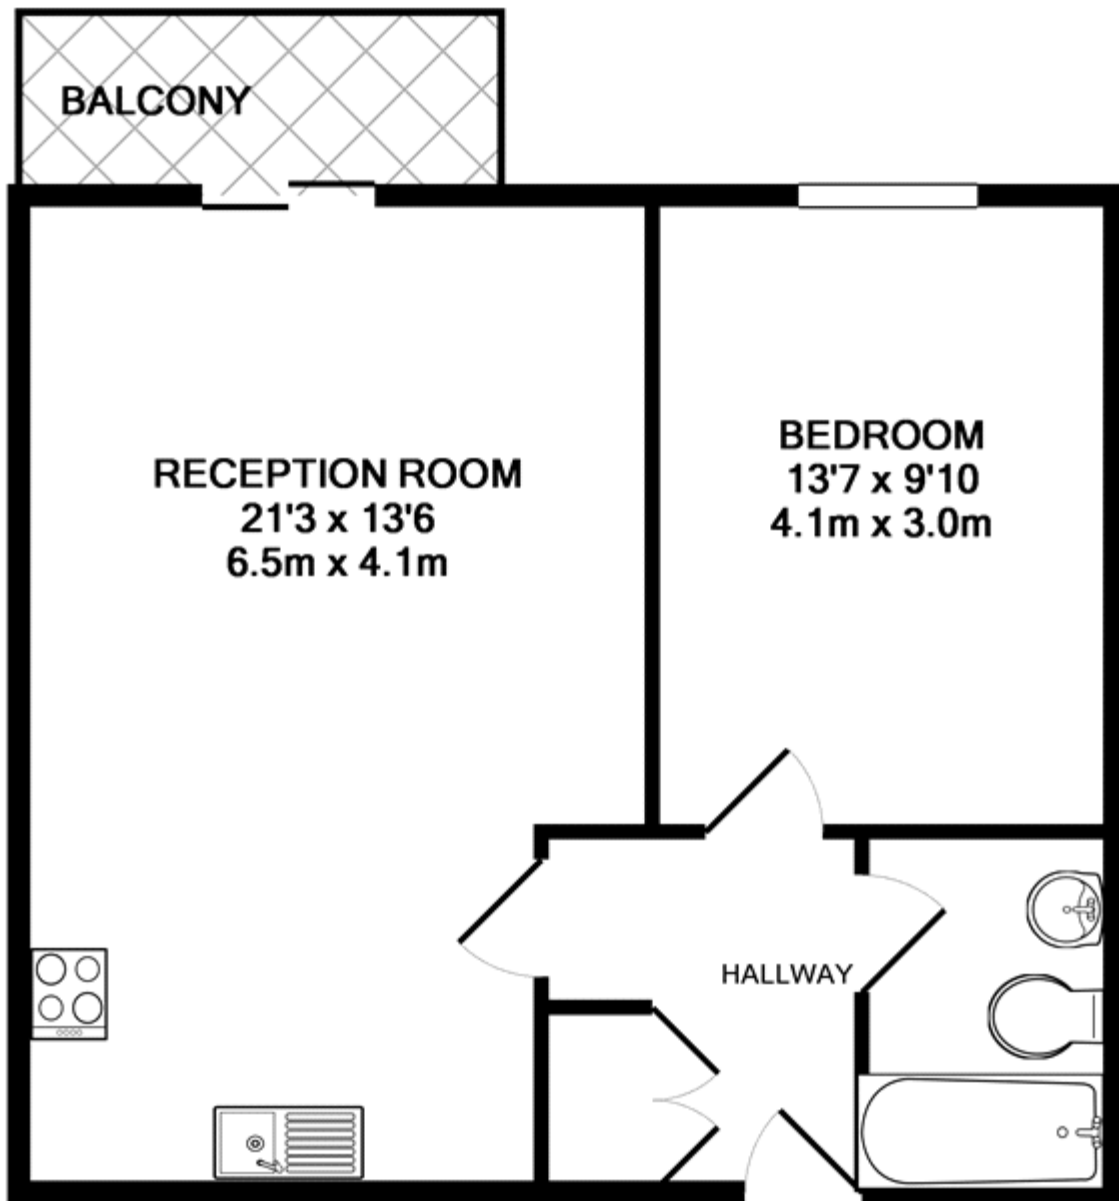 BALCONY
RECEPTION ROOM
21'3 x 13'6
6.5m x 4.1m
BEDROOM
13'7 x 9'10
4.1m x 3.0m
HALLWAY